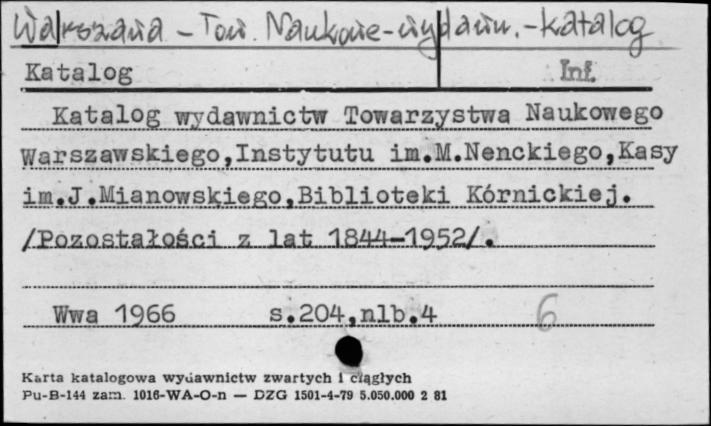 Warszawa - Tow. Naukowe - wydawn. - katalog
Katalog Inf.
Katalog wydawnictw Towarzystwa Naukowego
Warszawskiego,Instytutu im.M.Nenckiego,Kasy
im.J.Mianowskiego,Biblioteki Kórnickiej.
/Pozostałości z lat 1844-1952/.
Wwa 1966 s.204,nlb.4 6
Karta katalogowa wydawnictw zwartych i ciągłych
Pu-B-144 zam. 1016-WA-O-n — DZG 1501-4-79 5.050.000 2 81